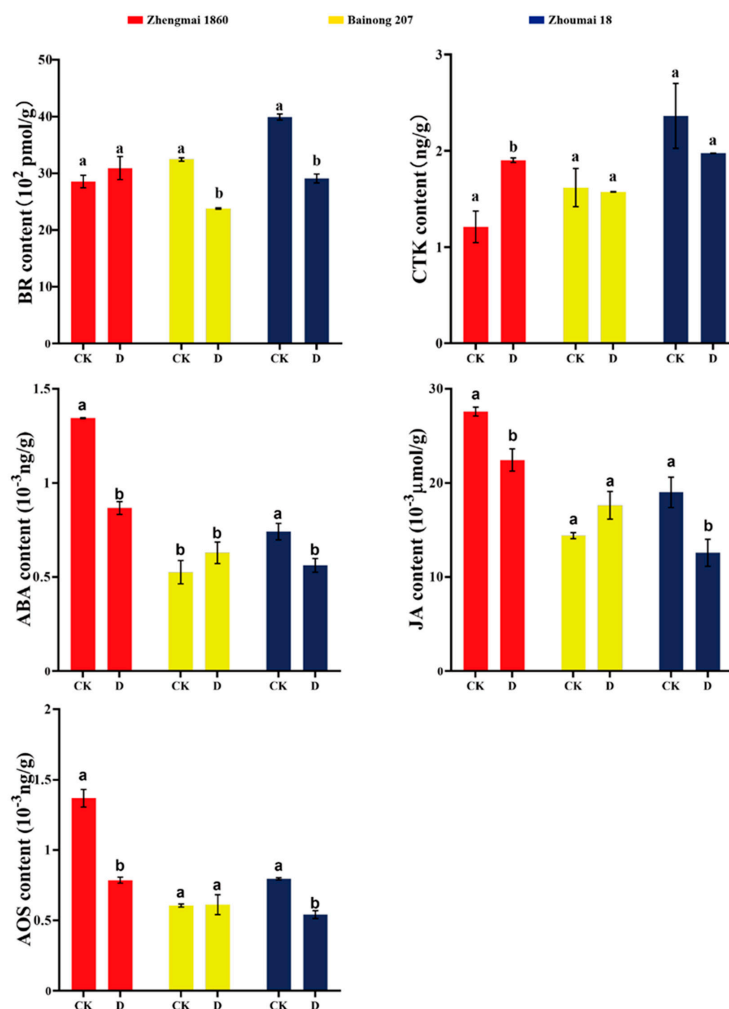 Zhengmai 1860 Bainong 207 Zhoumai 18
BR content (10² pmol/g)
50
40
30
20
10
0
a a a b a b
CK D CK D CK D
CTK content (ng/g)
3
2
1
0
a b a a a a
CK D CK D CK D
ABA content (10⁻³ng/g)
1.5
1
0.5
0
a b b b a b
CK D CK D CK D
JA content (10⁻³μmol/g)
30
20
10
0
a b a a a b
CK D CK D CK D
AOS content (10⁻³ng/g)
2
1.5
1
0.5
0
a b a a a b
CK D CK D CK D